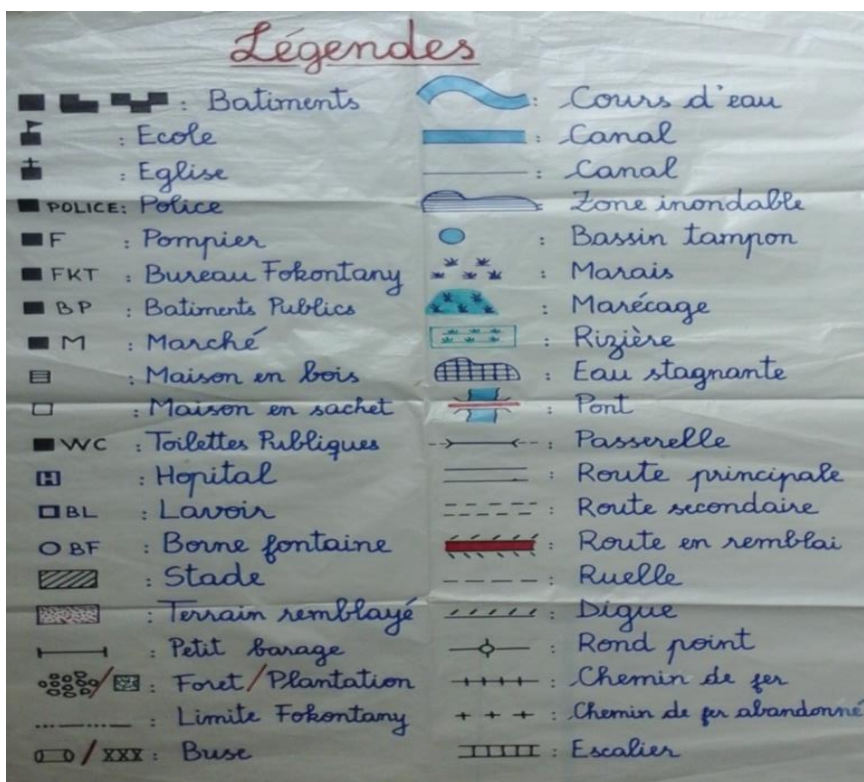 Légendes
: Batiments
: Ecole
: Eglise
POLICE: Police
F : Pompier
FKT : Bureau Fokontany
BP : Batiments Publics
M : Marché
: Maison en bois
: Maison en sachet
WC : Toilettes Publiques
H : Hopital
BL : Lavoir
BF : Borne fontaine
: Stade
: Terrain remblayé
: Petit barage
/ : Foret/Plantation
: Limite Fokontany
/ XXX : Buse
: Cours d'eau
: Canal
: Canal
: Zone inondable
: Bassin tampon
: Marais
: Marécage
: Rizière
: Eau stagnante
: Pont
: Passerelle
: Route principale
: Route secondaire
: Route en remblai
: Ruelle
: Digue
: Rond point
: Chemin de fer
: Chemin de fer abandonné
: Escalier